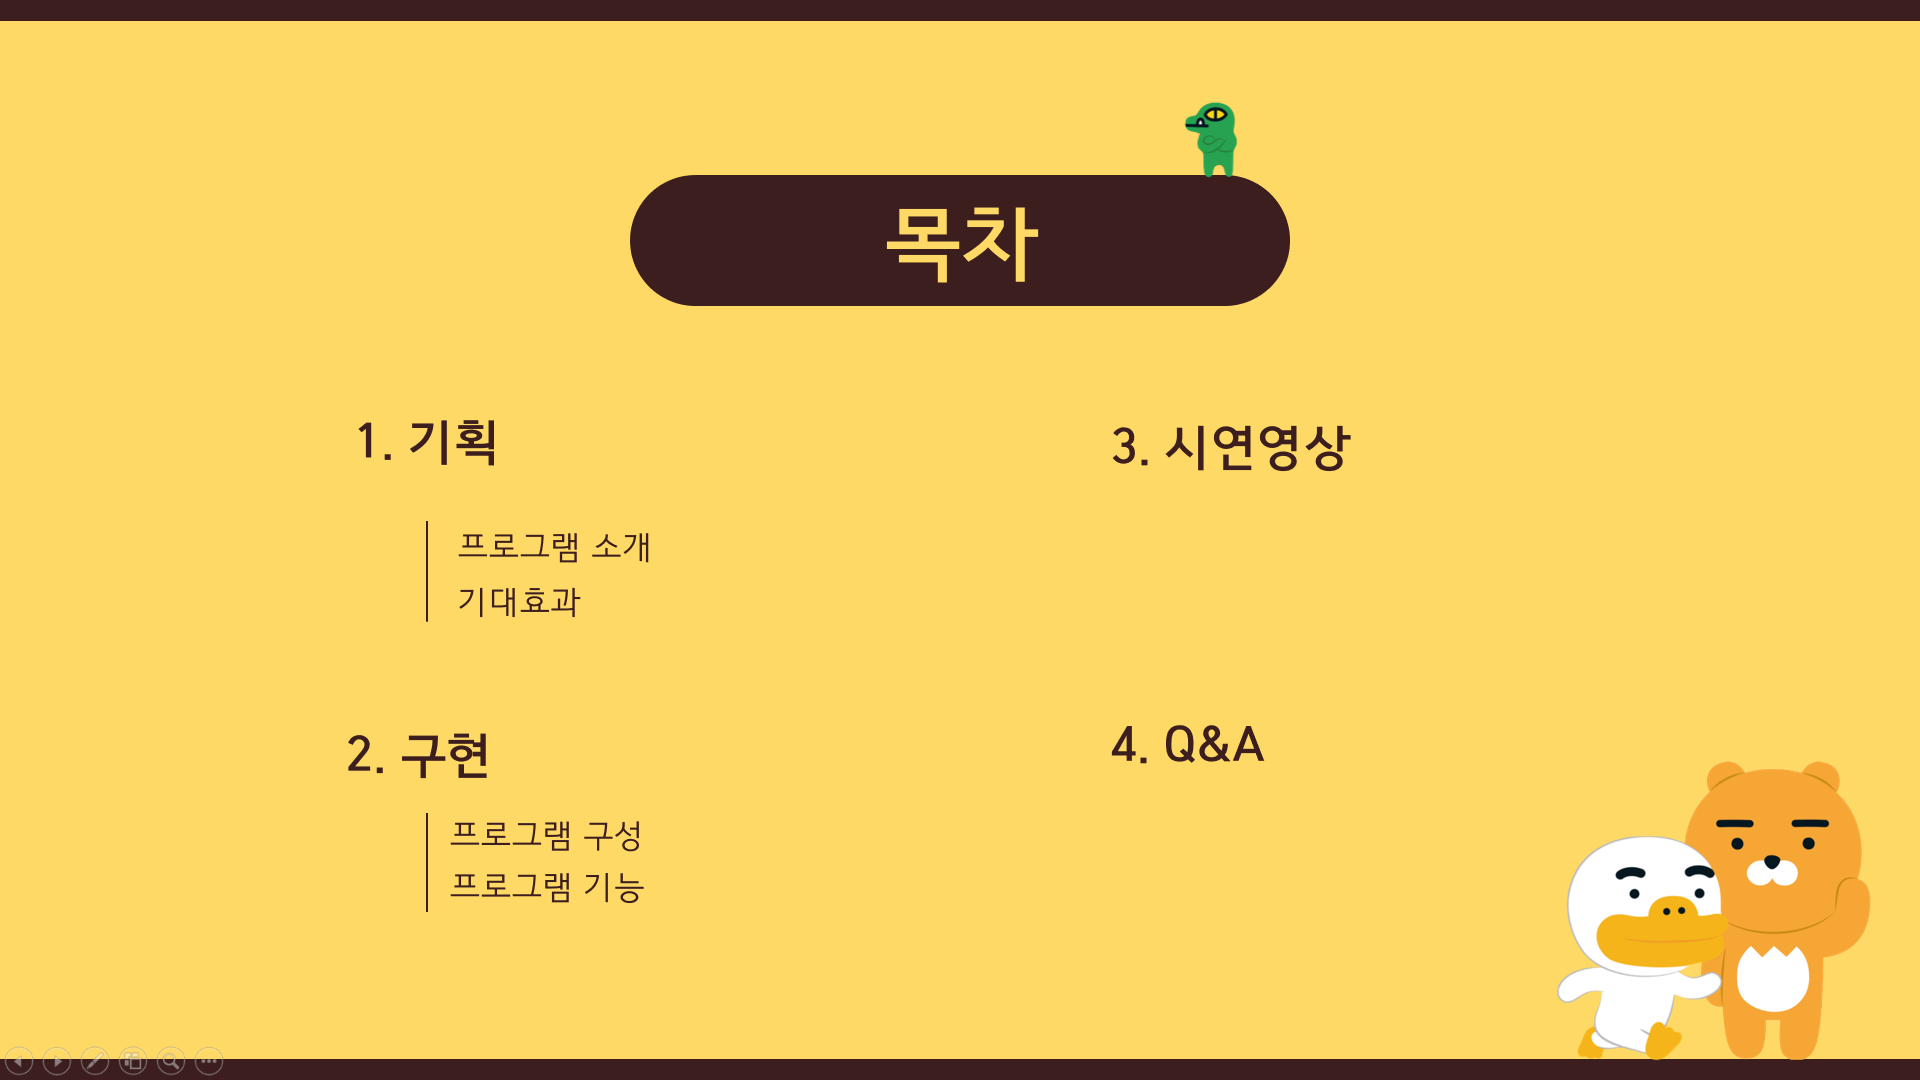 목차
1. 기획
프로그램 소개
기대효과
2. 구현
프로그램 구성
프로그램 기능
3. 시연영상
4. Q&A